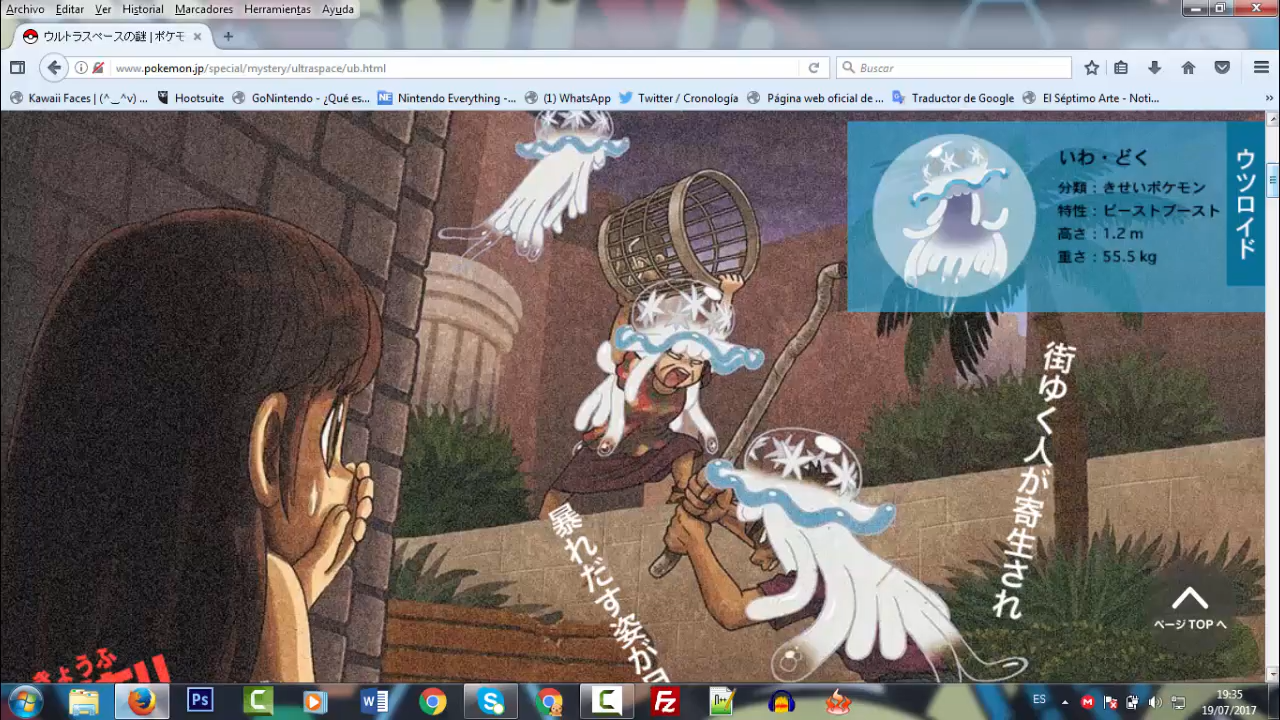 Archivo Editar Ver Historial Marcadores Herramientas Ayuda
ウルトラスペースの謎 | ポケモ
www.pokemon.jp/special/mystery/ultraspace/ub.html
Buscar
Kawaii Faces | (^‿^v) ... Hootsuite GoNintendo - ¿Qué es... Nintendo Everything -... (1) WhatsApp Twitter / Cronología Página web oficial de ... Traductor de Google El Séptimo Arte - Noti...
いわ・どく
分類：きせいポケモン
特性：ビーストブースト
高さ：1.2 m
重さ：55.5 kg
ウツロイド
街ゆく人が寄生され
暴れだす姿が
きょうふ
ページTOPへ
ES
19:35
19/07/2017